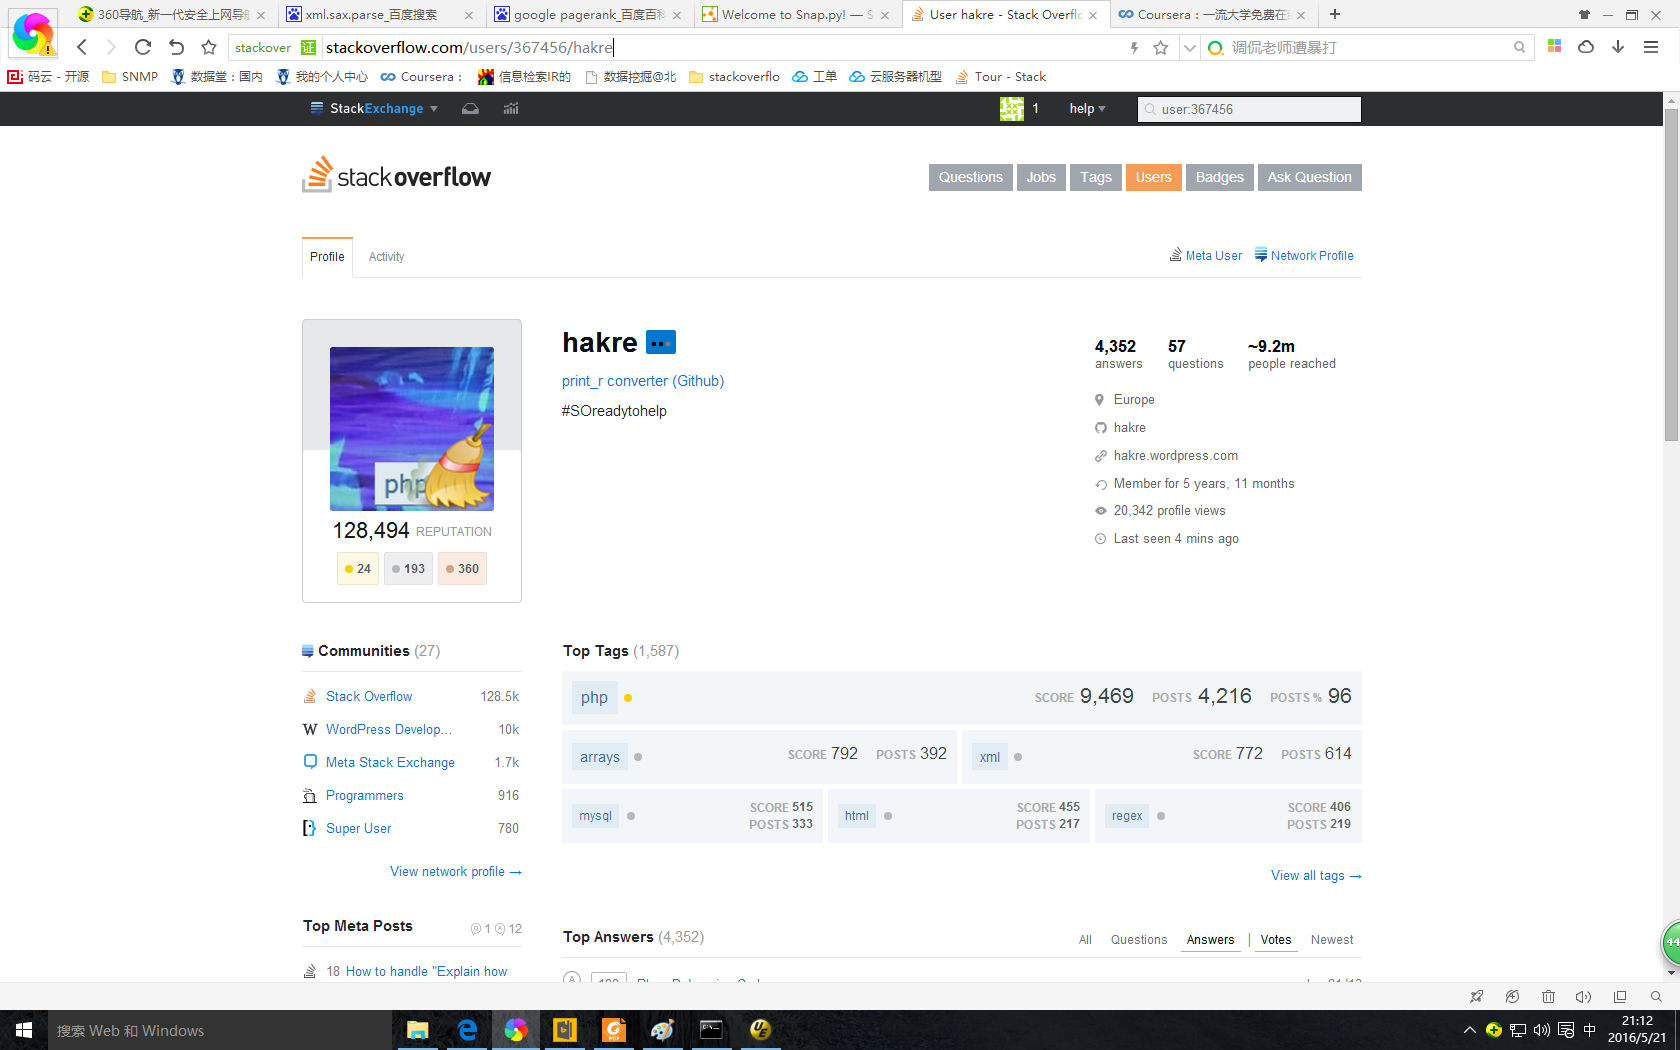 360导航_新一代安全上网导航
xml.sax.parse_百度搜索
google pagerank_百度百科
Welcome to Snap.py! — S
User hakre - Stack Overflo
Coursera：一流大学免费在线
stackover 证 stackoverflow.com/users/367456/hakre
调侃老师遭暴打
码云 - 开源 SNMP 数据堂：国内 我的个人中心 Coursera： 信息检索IR的 数据挖掘@北 stackoverflo 工单 云服务器机型 Tour - Stack
StackExchange 1 help user:367456
stackoverflow Questions Jobs Tags Users Badges Ask Question
Profile Activity Meta User Network Profile
hakre
print_r converter (Github)
#SOreadytohelp
php
128,494 REPUTATION
24 193 360
4,352 57 ~9.2m
answers questions people reached
Europe
hakre
hakre.wordpress.com
Member for 5 years, 11 months
20,342 profile views
Last seen 4 mins ago
Communities (27)
Stack Overflow 128.5k
WordPress Develop... 10k
Meta Stack Exchange 1.7k
Programmers 916
Super User 780
View network profile →
Top Tags (1,587)
php SCORE 9,469 POSTS 4,216 POSTS % 96
arrays SCORE 792 POSTS 392
xml SCORE 772 POSTS 614
mysql SCORE 515 POSTS 333
html SCORE 455 POSTS 217
regex SCORE 406 POSTS 219
View all tags →
Top Meta Posts 1 12
18 How to handle "Explain how
Top Answers (4,352) All Questions Answers Votes Newest
44
搜索 Web 和 Windows
中
21:12
2016/5/21